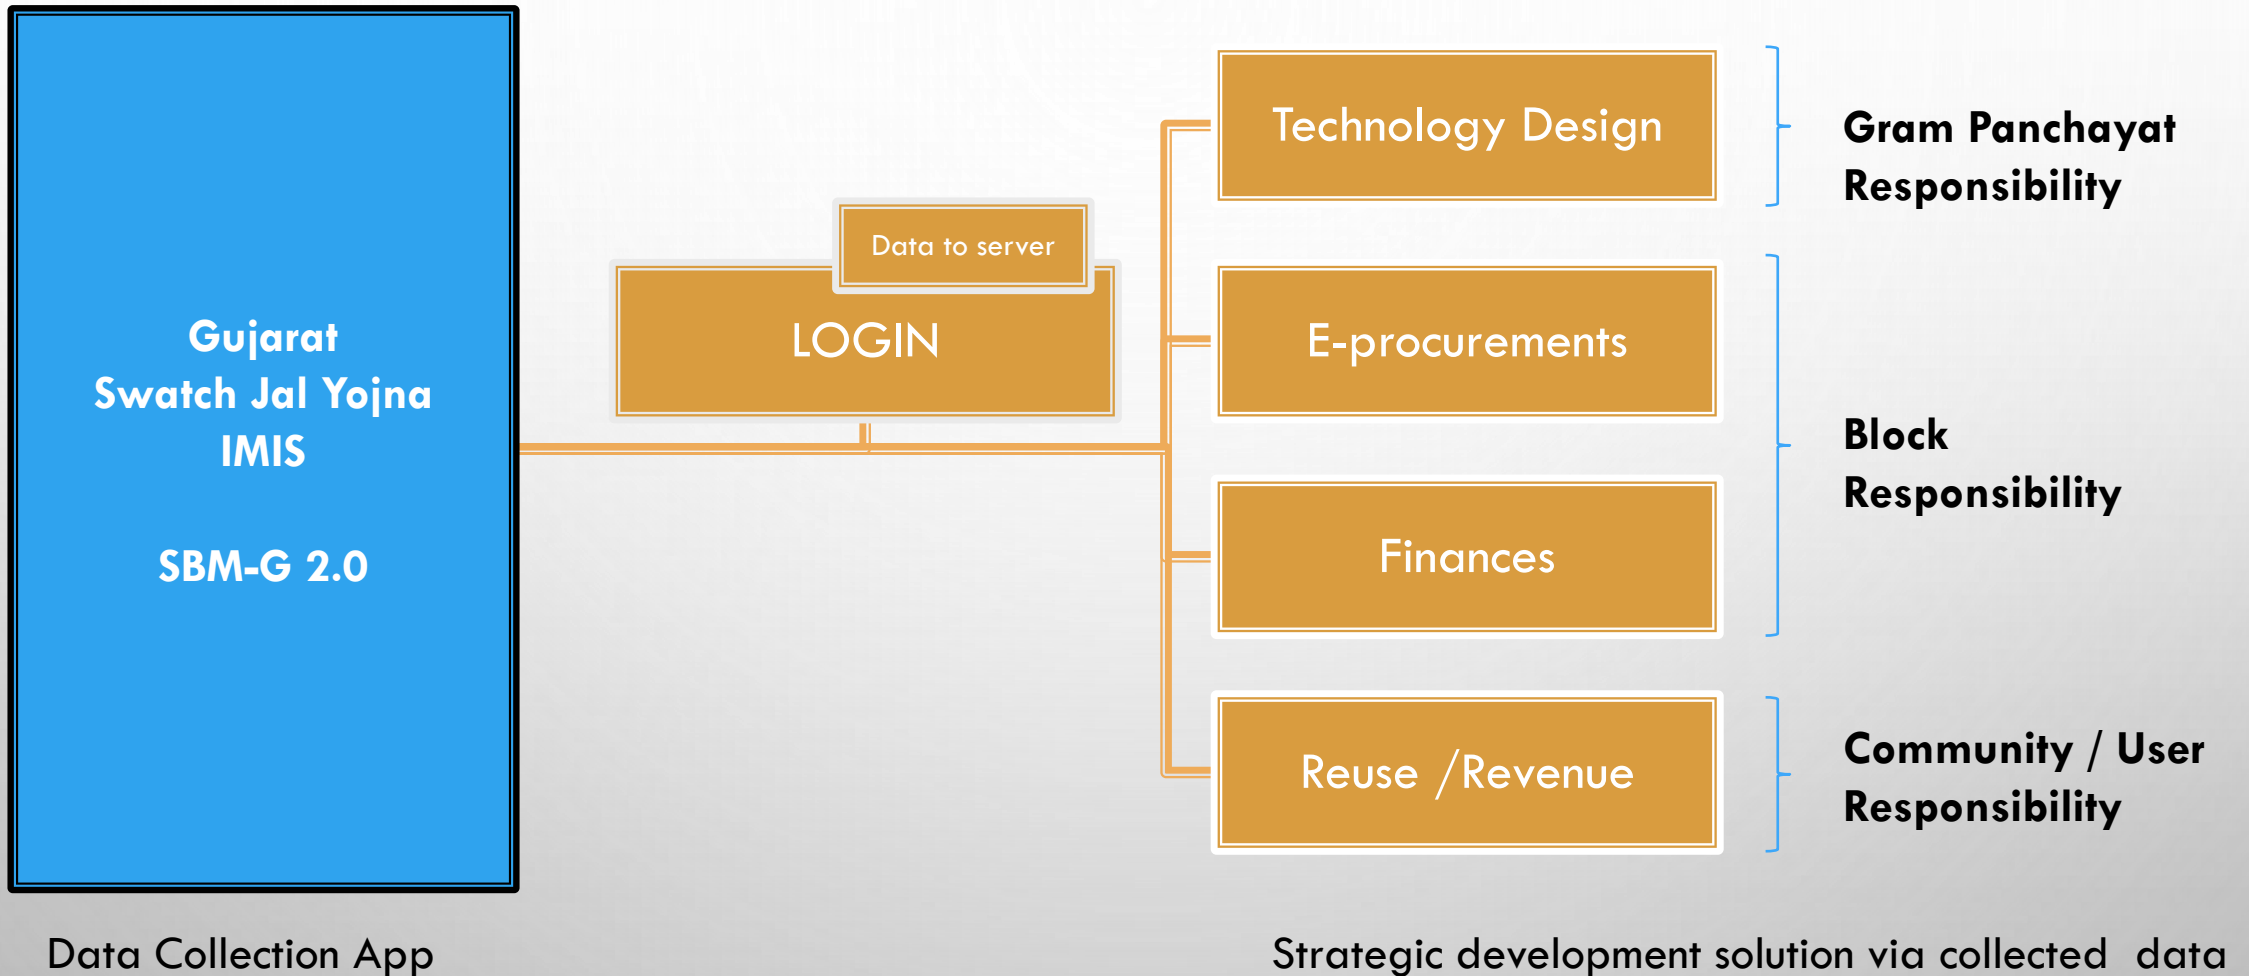 Gujarat
Swatch Jal Yojna
IMIS
SBM-G 2.0
Data Collection App
Data to server
LOGIN
Technology Design
E-procurements
Finances
Reuse /Revenue
Gram Panchayat
Responsibility
Block
Responsibility
Community / User
Responsibility
Strategic development solution via collected  data